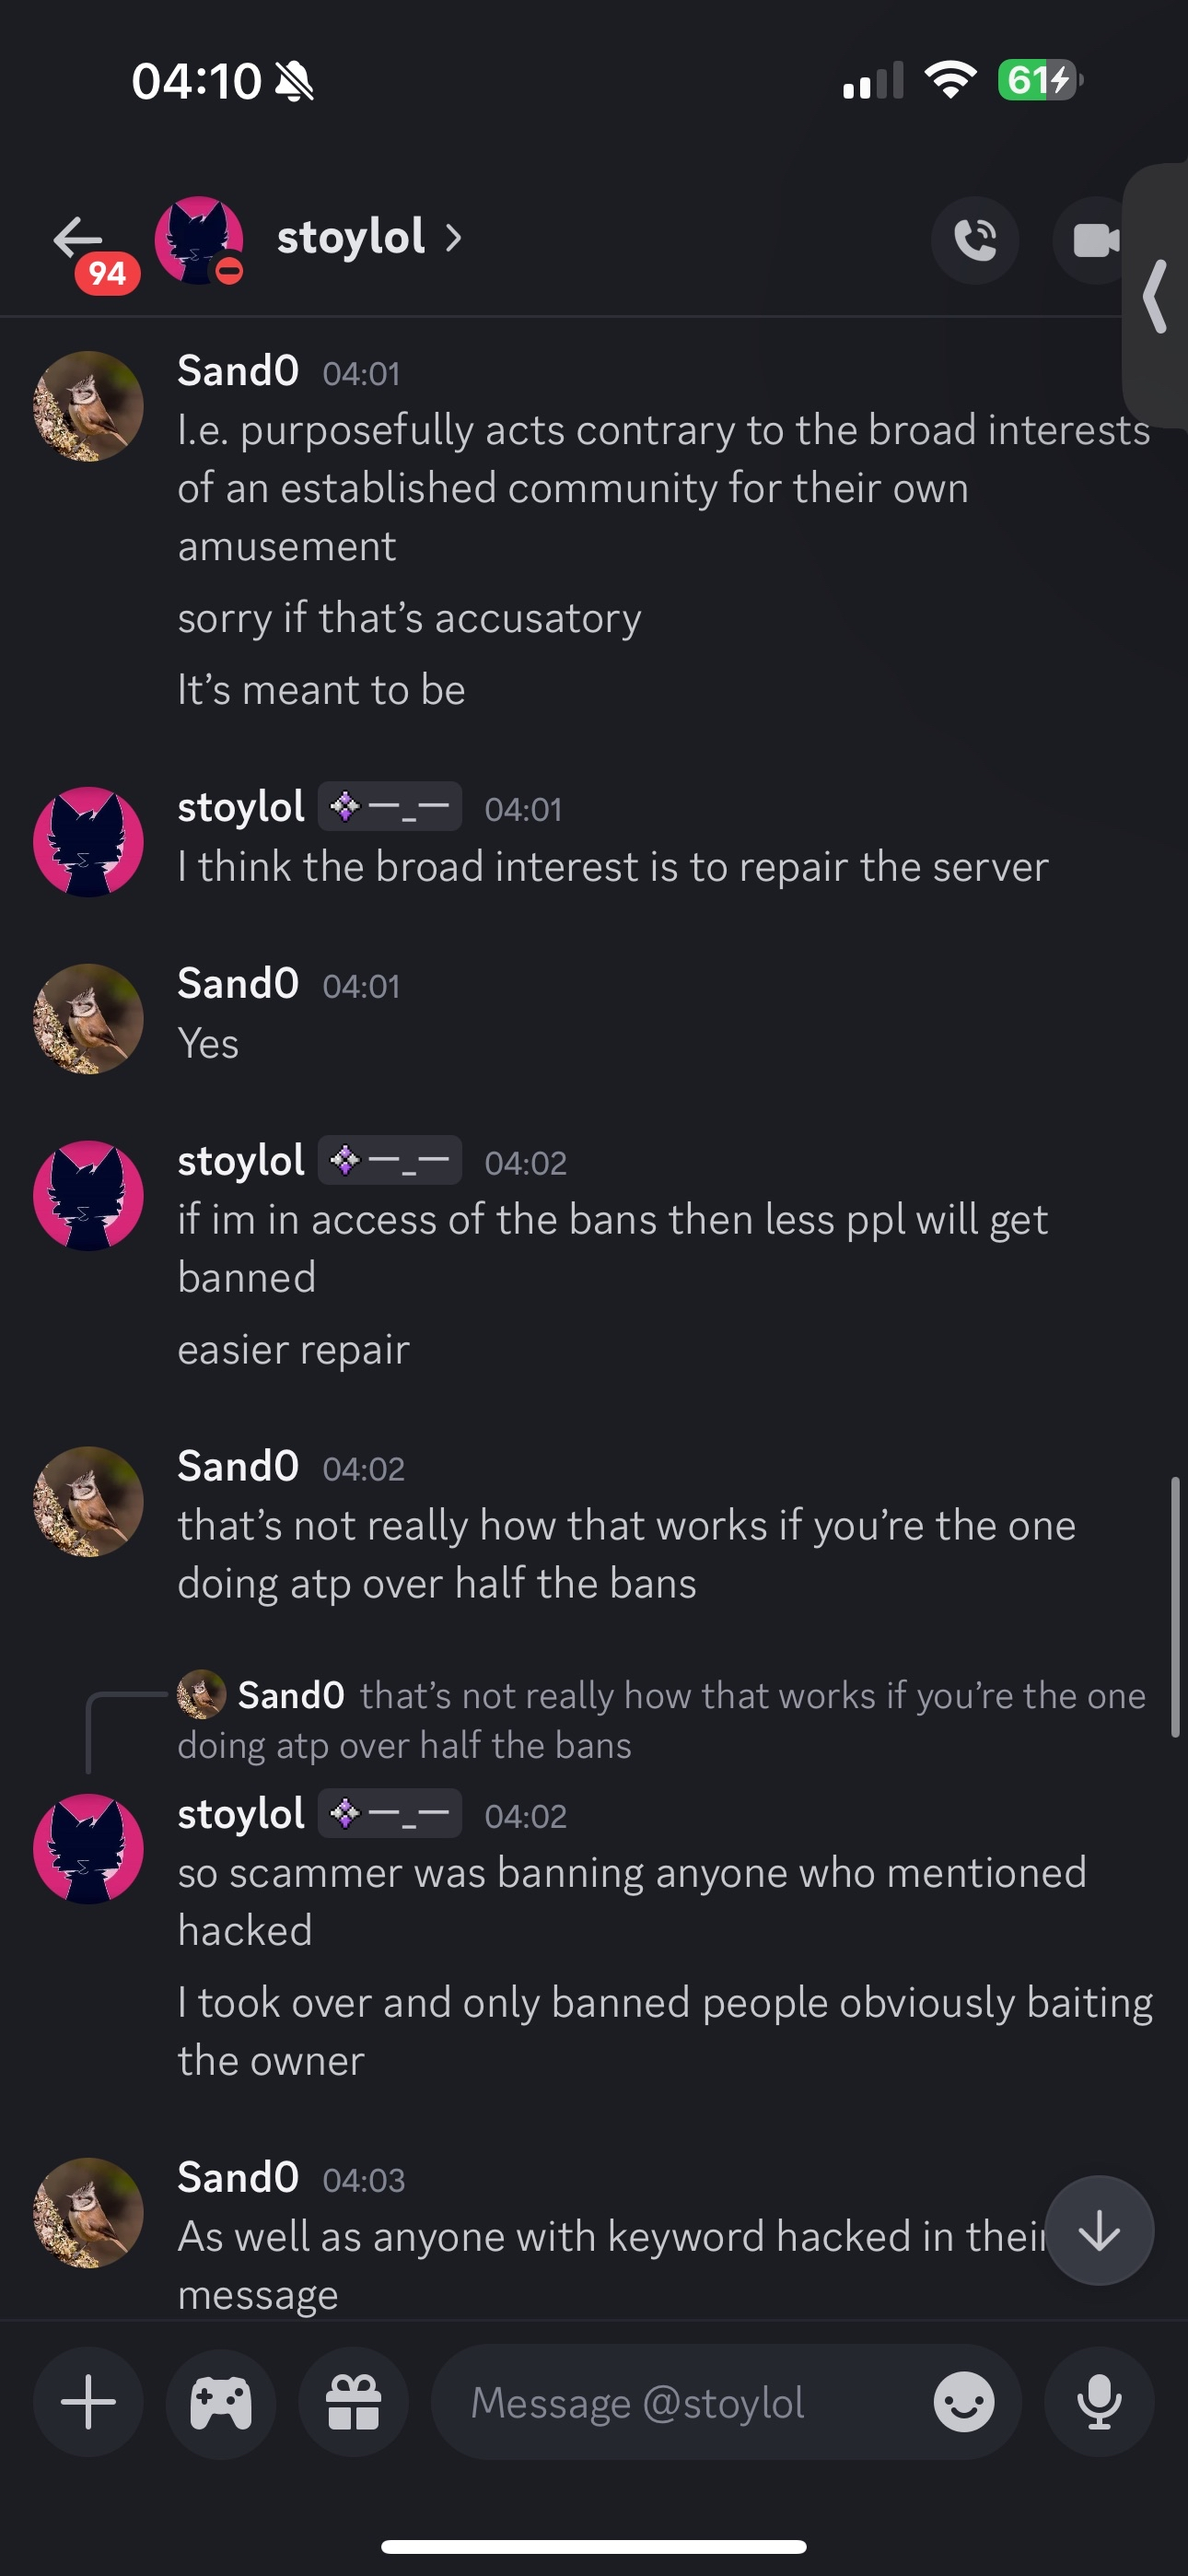 04:10
61
94
stoylol
Sand0 04:01
I.e. purposefully acts contrary to the broad interests
of an established community for their own
amusement
sorry if that’s accusatory
It’s meant to be
stoylol —_— 04:01
I think the broad interest is to repair the server
Sand0 04:01
Yes
stoylol —_— 04:02
if im in access of the bans then less ppl will get
banned
easier repair
Sand0 04:02
that’s not really how that works if you’re the one
doing atp over half the bans
Sand0 that’s not really how that works if you’re the one
doing atp over half the bans
stoylol —_— 04:02
so scammer was banning anyone who mentioned
hacked
I took over and only banned people obviously baiting
the owner
Sand0 04:03
As well as anyone with keyword hacked in their
message
Message @stoylol